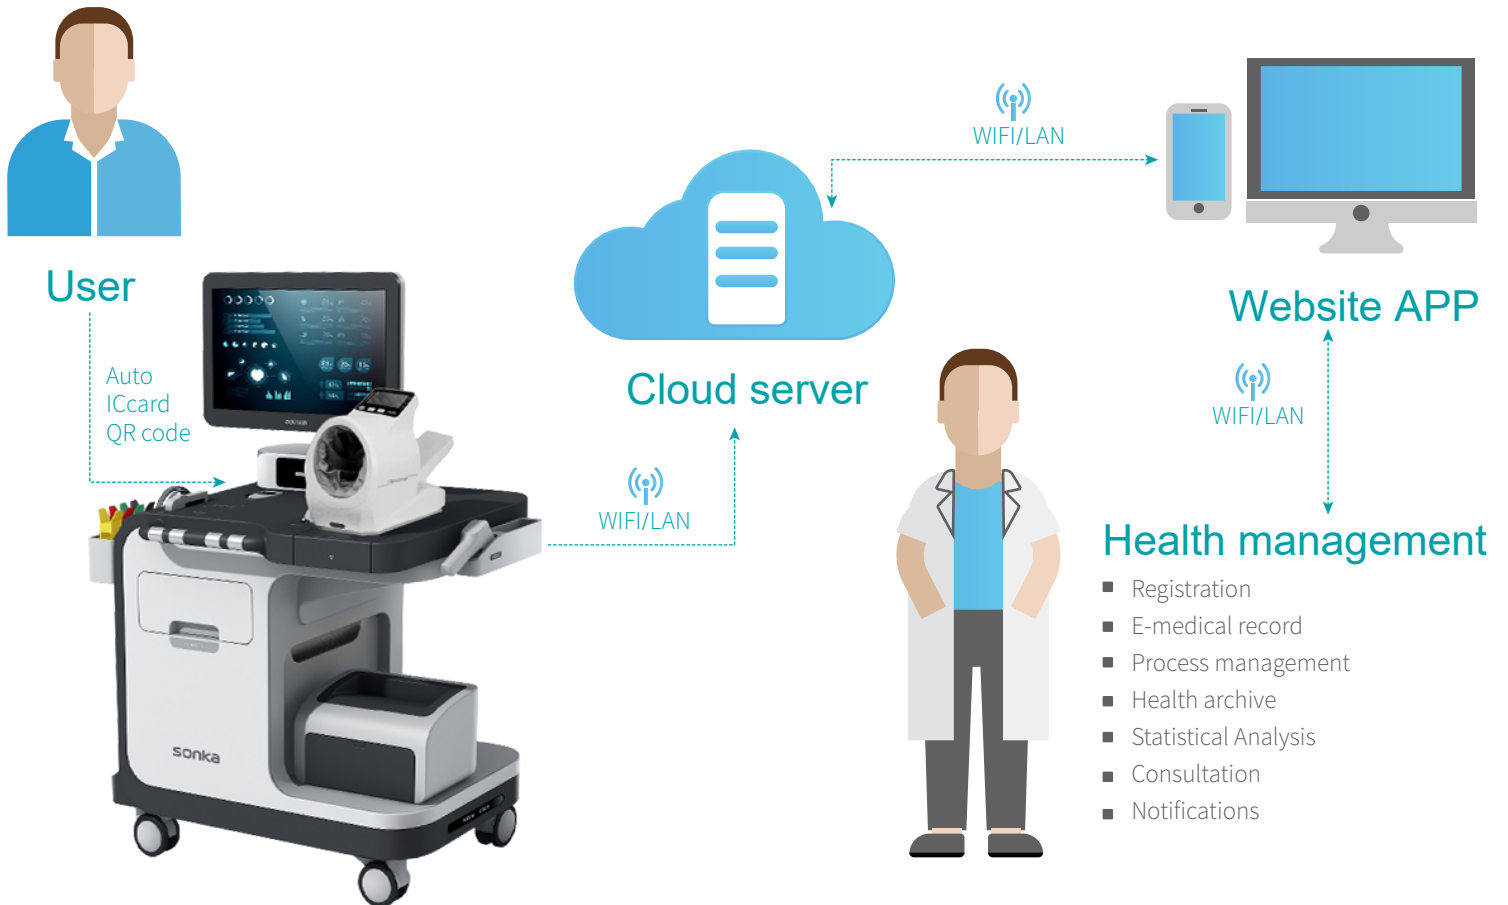 User
Auto
ICcard
QR code
sonka
WIFI/LAN
Cloud server
WIFI/LAN
Website APP
WIFI/LAN
Health management
Registration
E-medical record
Process management
Health archive
Statistical Analysis
Consultation
Notifications